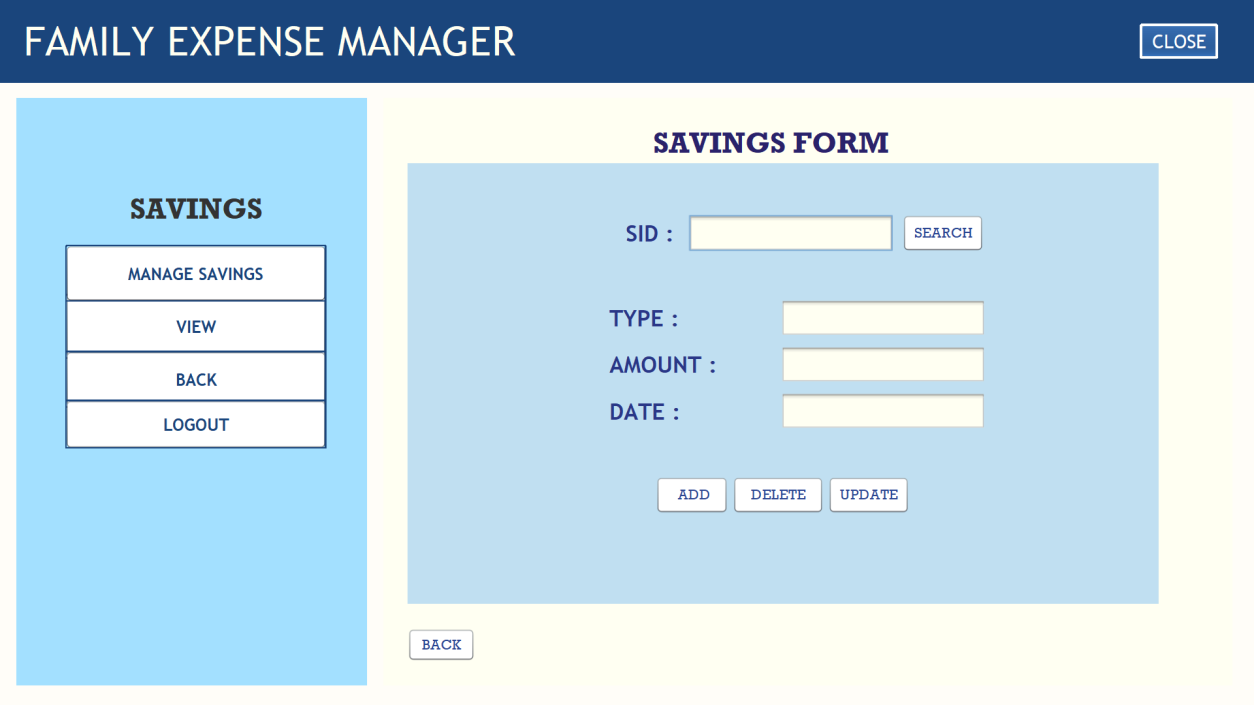 FAMILY EXPENSE MANAGER
CLOSE
SAVINGS
MANAGE SAVINGS
VIEW
BACK
LOGOUT
SAVINGS FORM
SID :
SEARCH
TYPE :
AMOUNT :
DATE :
ADD DELETE UPDATE
BACK